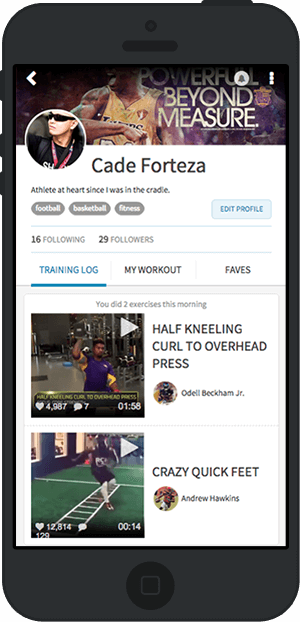 POWERFUL
BEYOND
MEASURE.
Cade Forteza
Athlete at heart since I was in the cradle.
football basketball fitness
EDIT PROFILE
16 FOLLOWING 29 FOLLOWERS
TRAINING LOG MY WORKOUT FAVES
You did 2 exercises this morning
HALF KNEELING
CURL TO OVERHEAD
PRESS
Odell Beckham Jr.
HALF KNEELING CURL TO OVERHEAD PRESS
4,987 7 01:58
CRAZY QUICK FEET
Andrew Hawkins
12,814 00:14
129